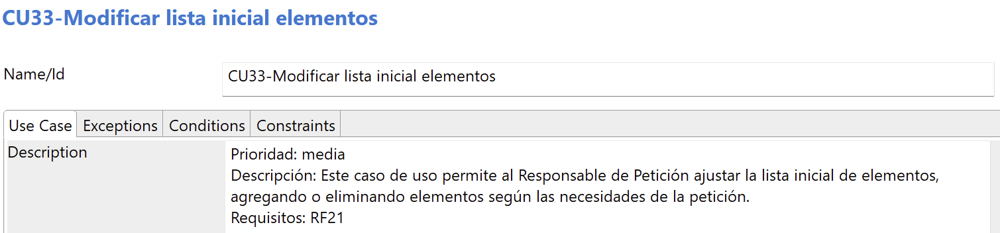 CU33-Modificar lista inicial elementos
Name/Id
CU33-Modificar lista inicial elementos
Use Case Exceptions Conditions Constraints
Description
Prioridad: media
Descripción: Este caso de uso permite al Responsable de Petición ajustar la lista inicial de elementos,
agregando o eliminando elementos según las necesidades de la petición.
Requisitos: RF21